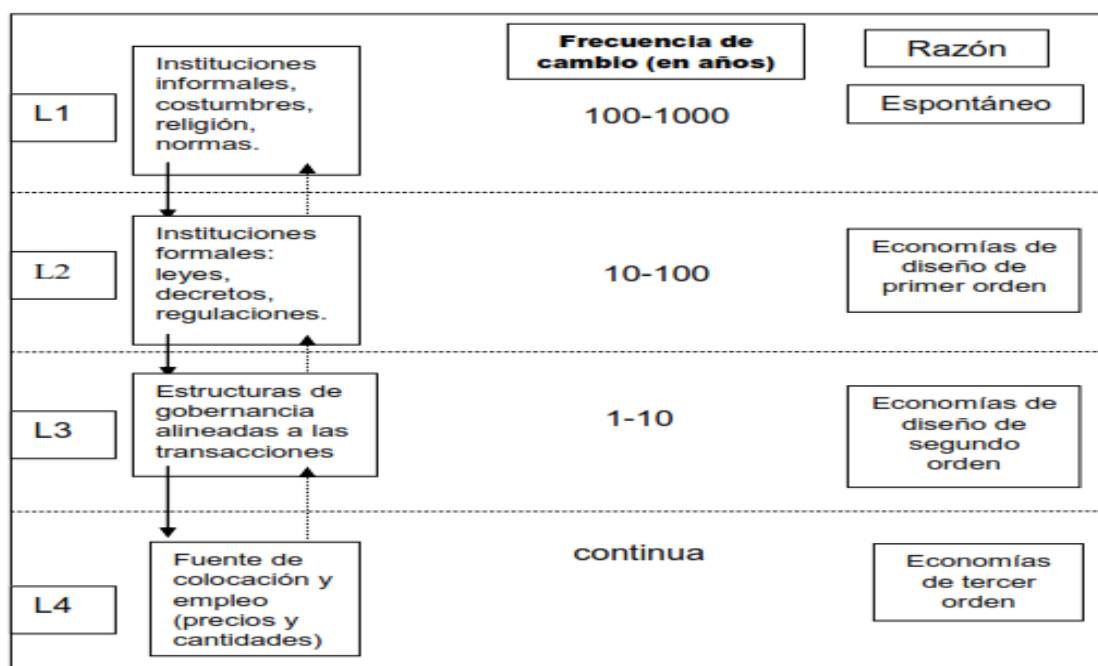 Frecuencia de
cambio (en años)
Razón
L1
Instituciones
informales,
costumbres,
religión,
normas.
100-1000
Espontáneo
L2
Instituciones
formales:
leyes,
decretos,
regulaciones.
10-100
Economías de
diseño de
primer orden
L3
Estructuras de
gobernancia
alineadas a las
transacciones
1-10
Economías de
diseño de
segundo
orden
L4
Fuente de
colocación y
empleo
(precios y
cantidades)
continua
Economías
de tercer
orden